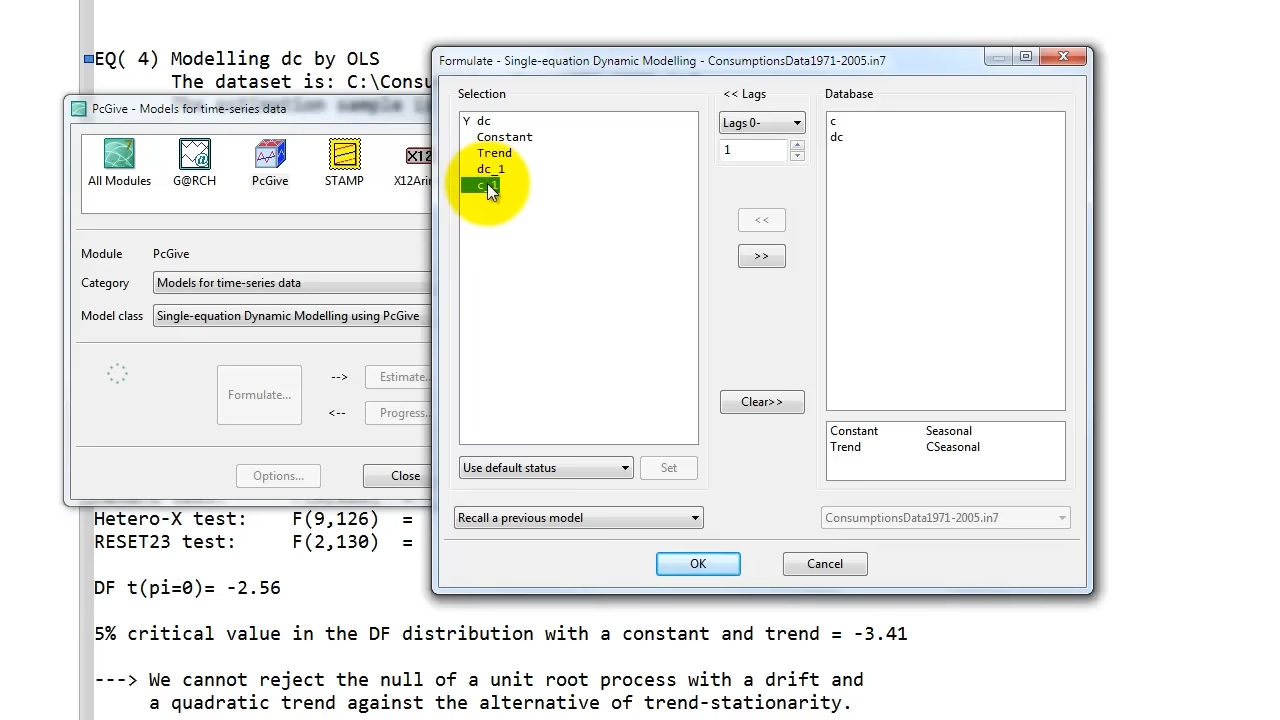 EQ( 4) Modelling dc by OLS
The dataset is: C:\Consu
PcGive - Models for time-series data
All Modules
G@RCH
PcGive
STAMP
X12Arin
Module PcGive
Category Models for time-series data
Model class Single-equation Dynamic Modelling using PcGive
Formulate...
-->
Estimate...
<--
Progress...
Options...
Close
Formulate - Single-equation Dynamic Modelling - ConsumptionsData1971-2005.in7
Selection
Y dc
Constant
Trend
dc_1
c_1
Use default status
Set
Recall a previous model
<< Lags
Lags 0-
1
<<
>>
Clear>>
Database
c
dc
Constant Seasonal
Trend CSeasonal
ConsumptionsData1971-2005.in7
OK
Cancel
Hetero-X test: F(9,126) =
RESET23 test: F(2,130) =
DF t(pi=0)= -2.56
5% critical value in the DF distribution with a constant and trend = -3.41
---> We cannot reject the null of a unit root process with a drift and
a quadratic trend against the alternative of trend-stationarity.